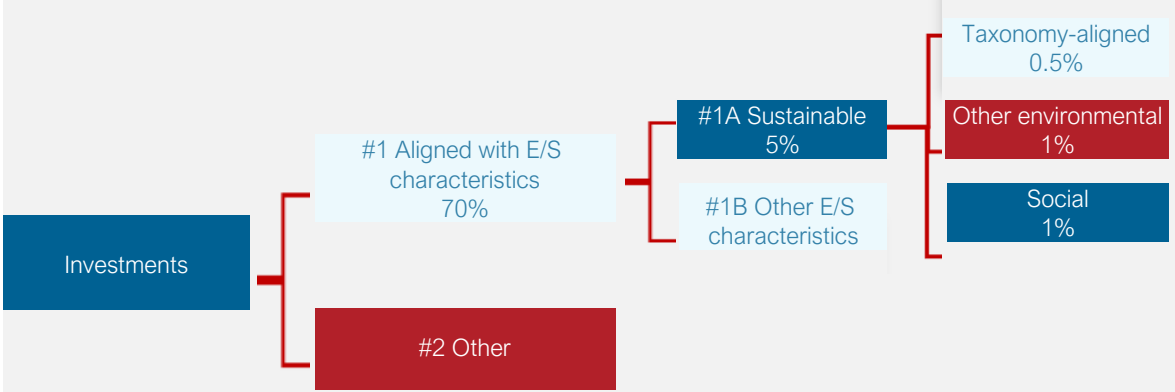 Investments
#1 Aligned with E/S
characteristics
70%
#2 Other
#1A Sustainable
5%
#1B Other E/S
characteristics
Taxonomy-aligned
0.5%
Other environmental
1%
Social
1%